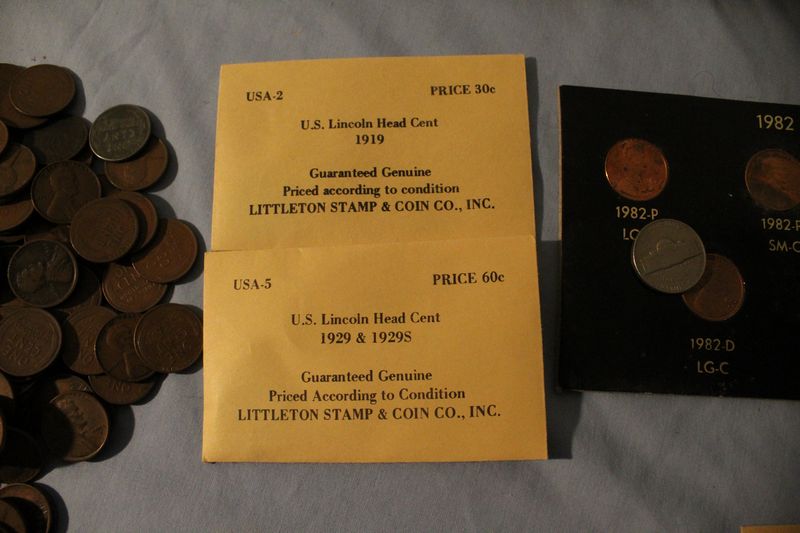 USA-2 PRICE 30c
U.S. Lincoln Head Cent
1919
Guaranteed Genuine
Priced according to condition
LITTLETON STAMP & COIN CO., INC.
USA-5 PRICE 60c
U.S. Lincoln Head Cent
1929 & 1929S
Guaranteed Genuine
Priced According to Condition
LITTLETON STAMP & COIN CO., INC.
1982
1982-P
LG
SM-C
1982-D
LG-C